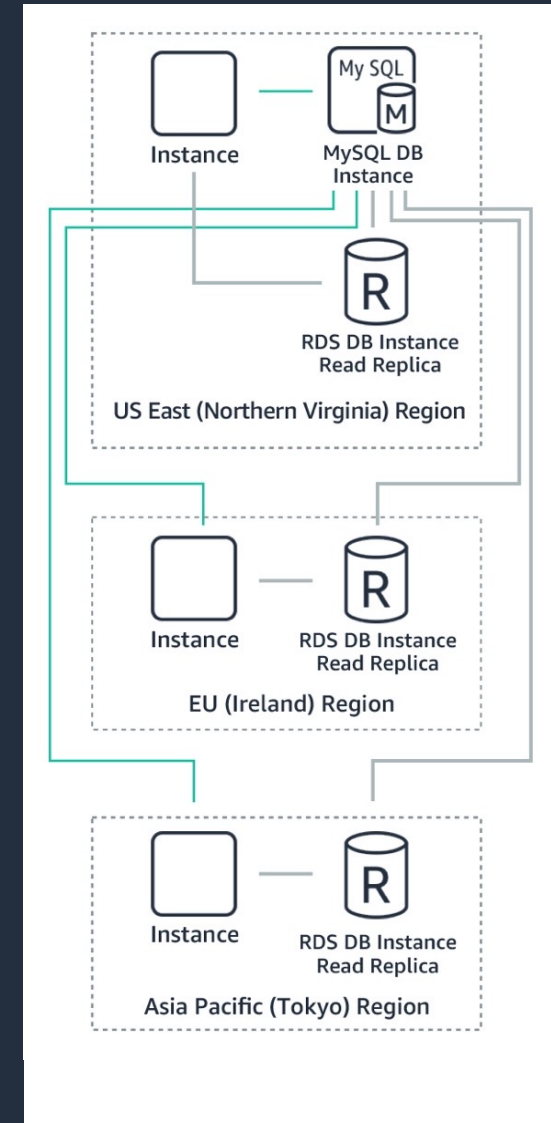 My SQL
M
Instance
MySQL DB
Instance
R
RDS DB Instance
Read Replica
US East (Northern Virginia) Region
R
Instance
RDS DB Instance
Read Replica
EU (Ireland) Region
R
Instance
RDS DB Instance
Read Replica
Asia Pacific (Tokyo) Region